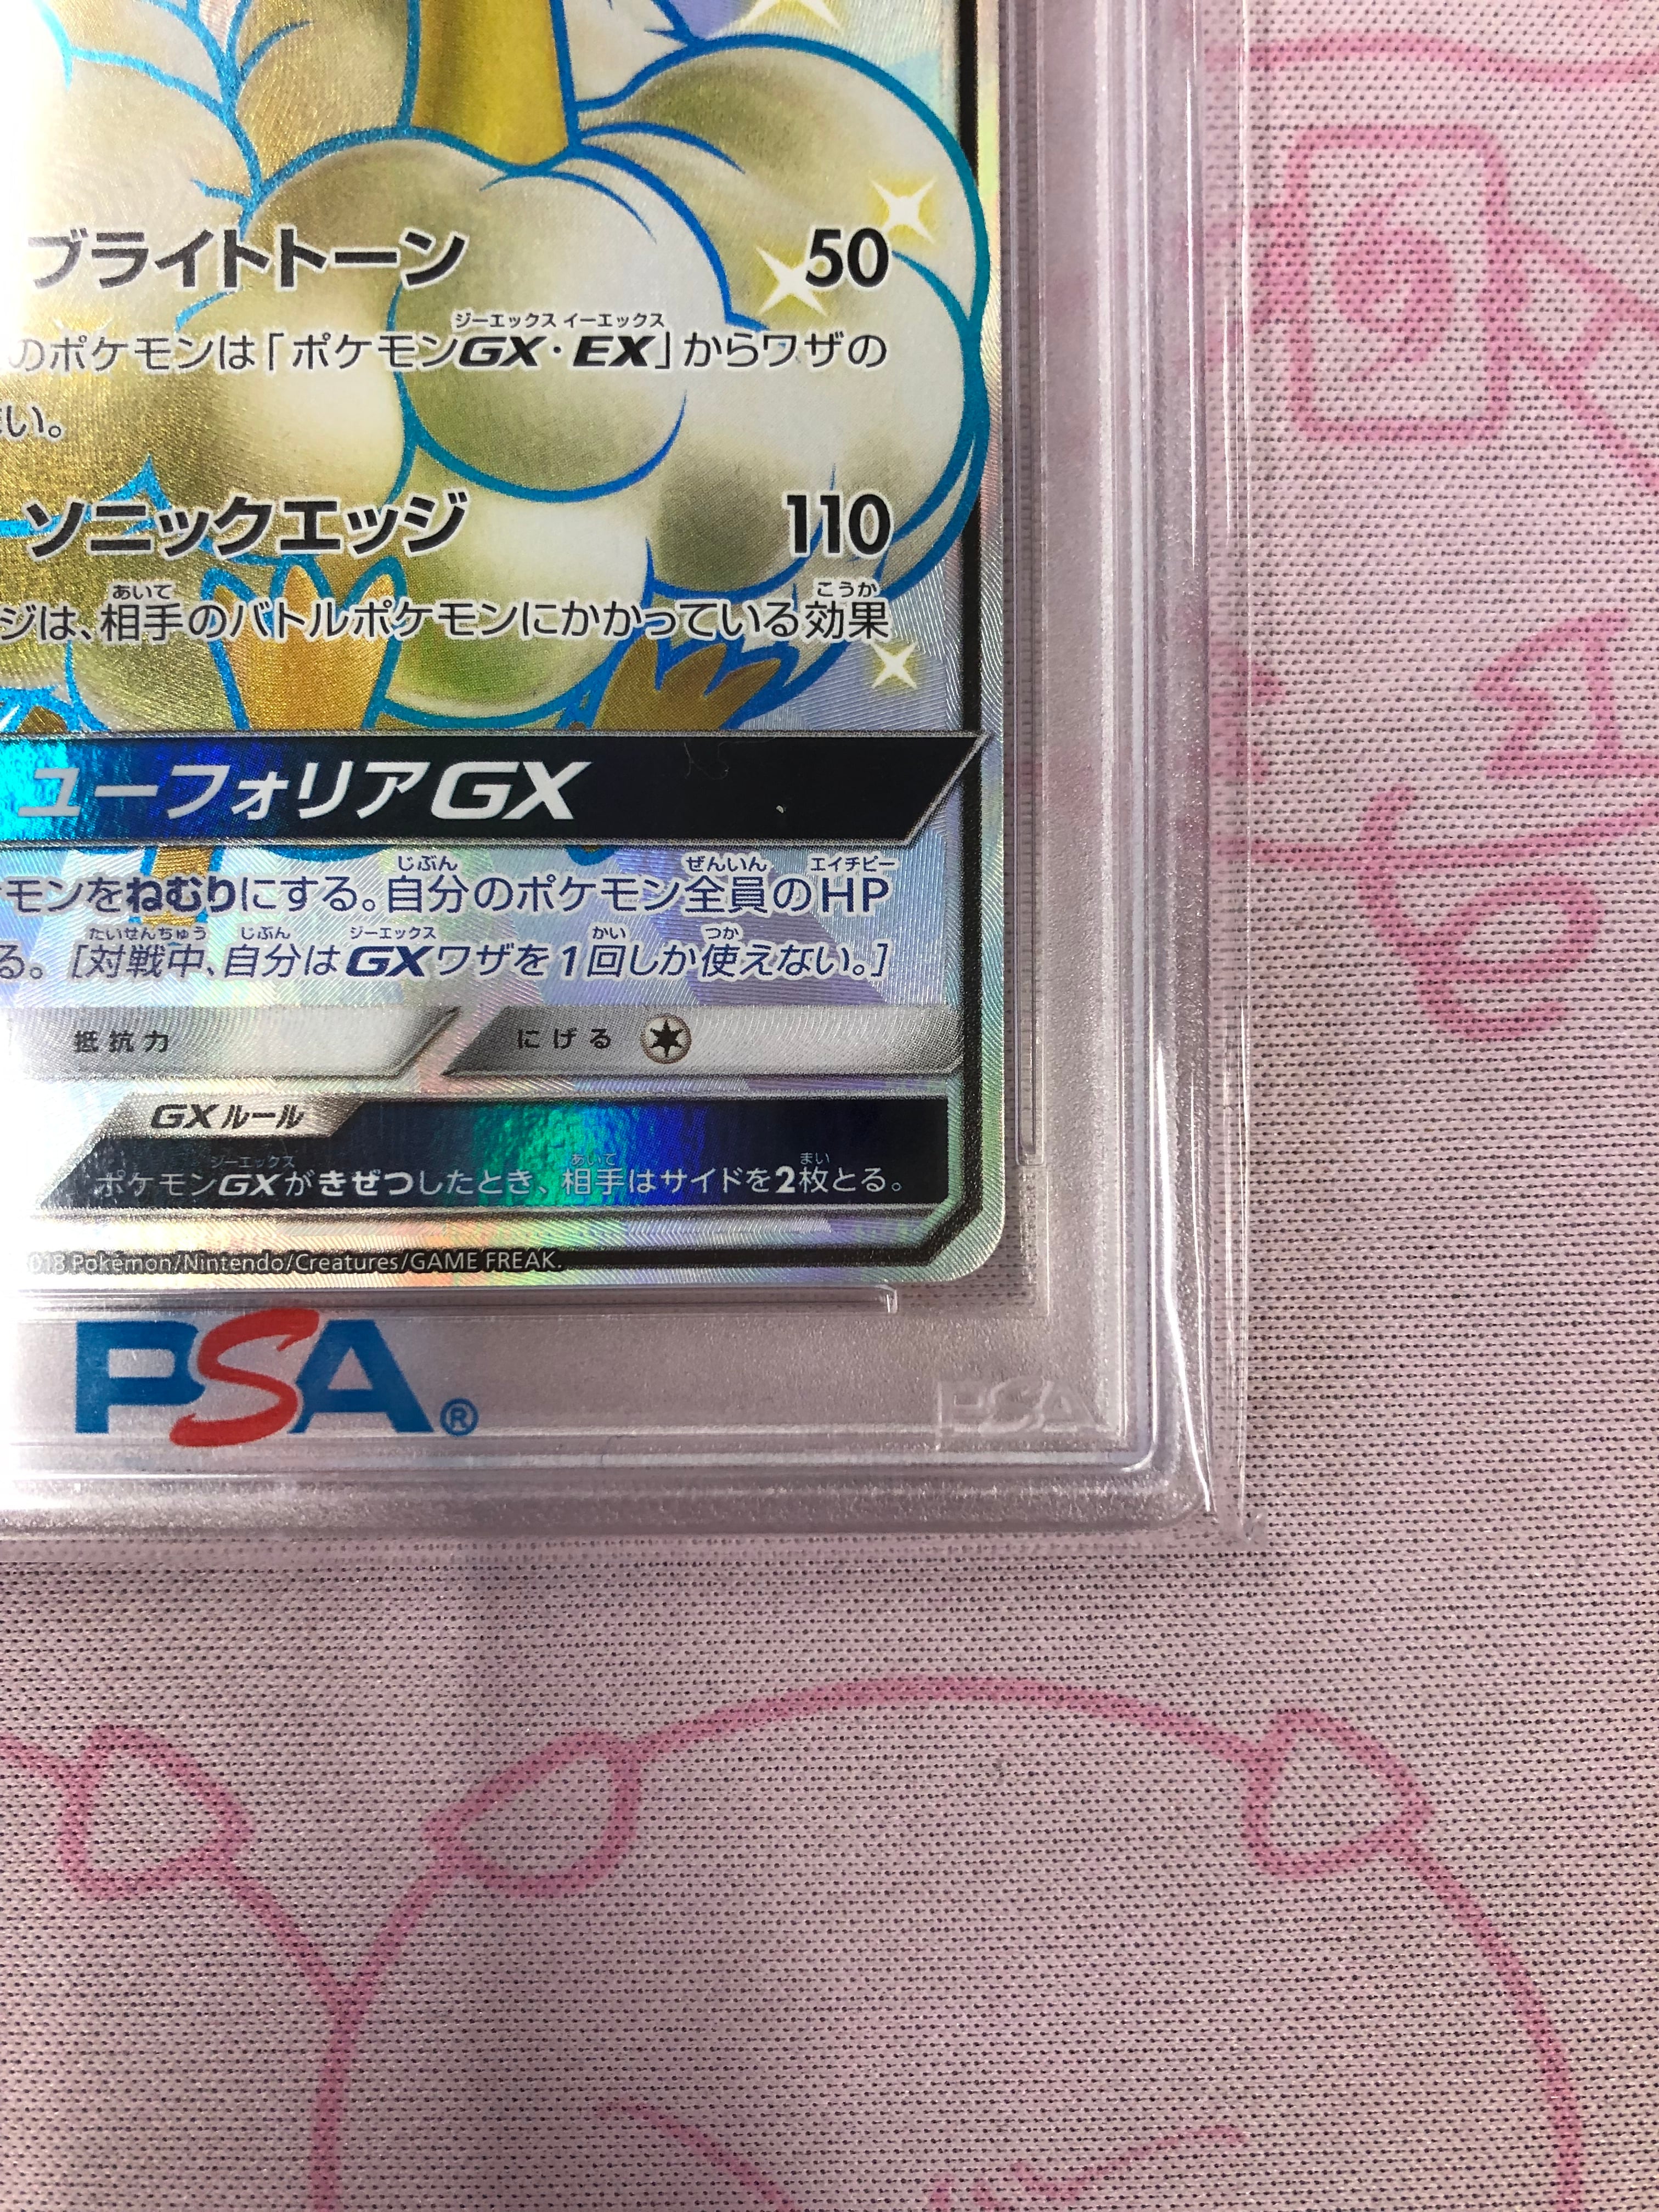 ブライトトーン 50
ジーエックス イーエックス
のポケモンは「ポケモンGX・EX」からワザの
い。
ソニックエッジ 110
あいて こうか
ジは、相手のバトルポケモンにかかっている効果
ユーフォリアGX
じぶん ぜんいん エイチピー
モンをねむりにする。自分のポケモン全員のHP
たいせんちゅう じぶん ジーエックス かい つか
る。[対戦中、自分はGXワザを1回しか使えない。]
抵抗力 にげる
GXルール
ジーエックス あいて まい
ポケモンGXがきぜつしたとき、相手はサイドを2枚とる。
018 Pokémon/Nintendo/Creatures/GAME FREAK.
PSA®
PSA